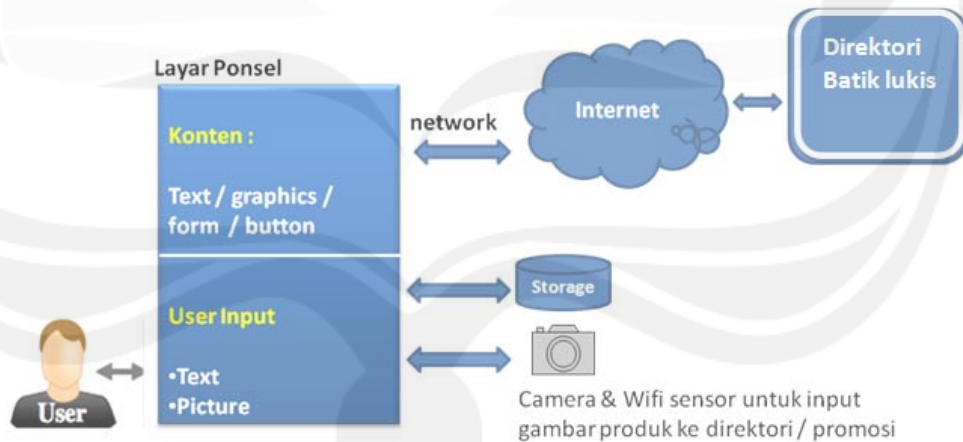 Layar Ponsel
Konten :
Text / graphics /
form / button
User Input
•Text
•Picture
User
network
Internet
Direktori
Batik lukis
Storage
Camera & Wifi sensor untuk input
gambar produk ke direktori / promosi